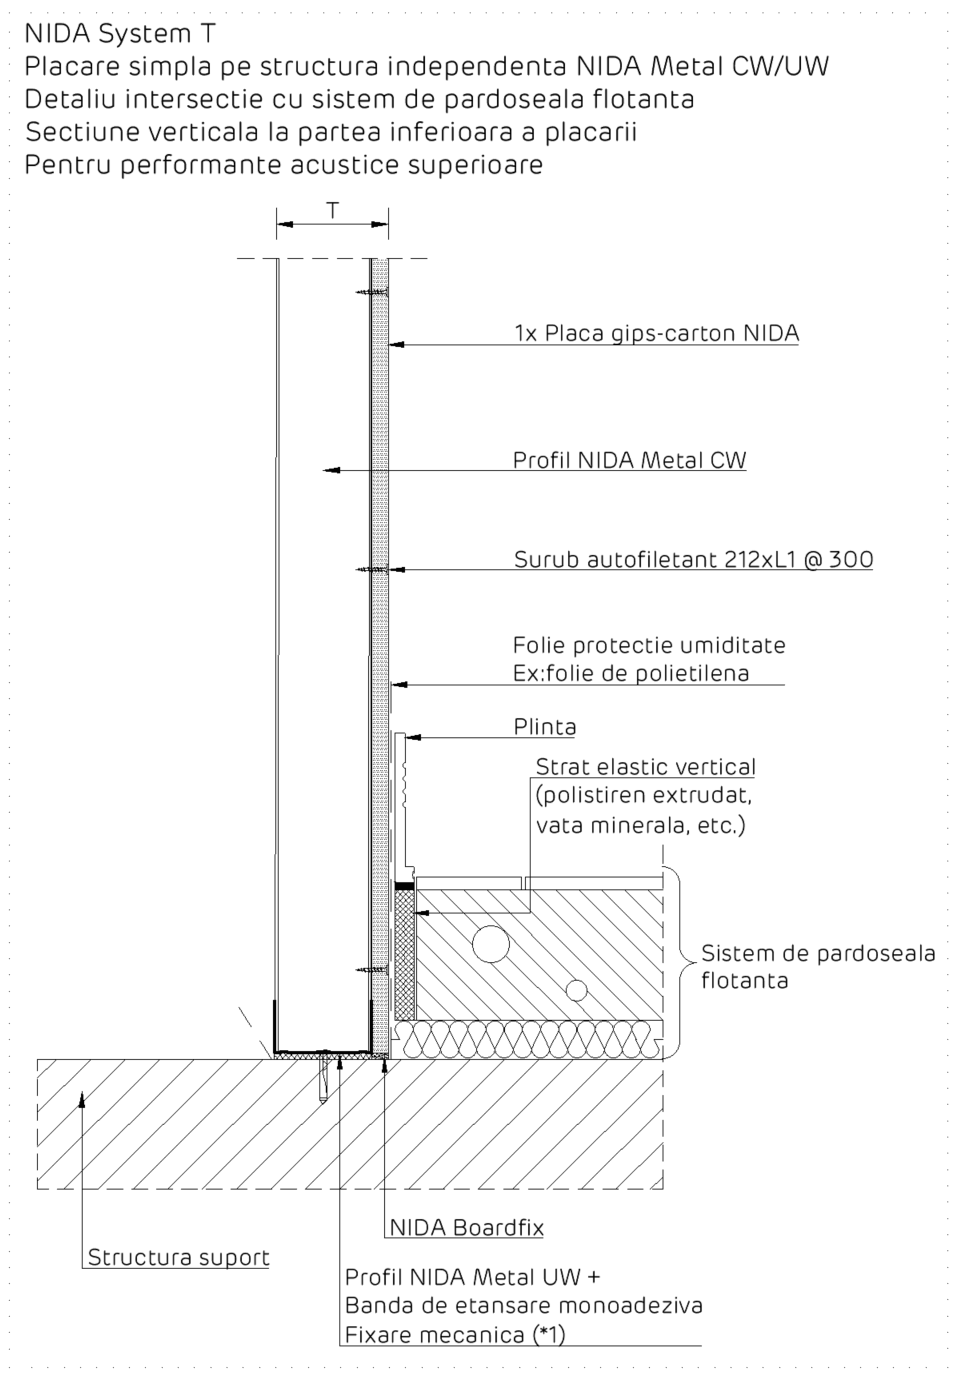 NIDA System T
Placare simpla pe structura independenta NIDA Metal CW/UW
Detaliu intersectie cu sistem de pardoseala flotanta
Sectiune verticala la partea inferioara a placarii
Pentru performante acustice superioare
T
1x Placa gips-carton NIDA
Profil NIDA Metal CW
Surub autofiletant 212xL1 @ 300
Folie protectie umiditate
Ex:folie de polietilena
Plinta
Strat elastic vertical
(polistiren extrudat,
vata minerala, etc.)
Sistem de pardoseala
flotanta
NIDA Boardfix
Structura suport
Profil NIDA Metal UW +
Banda de etansare monoadeziva
Fixare mecanica (*1)